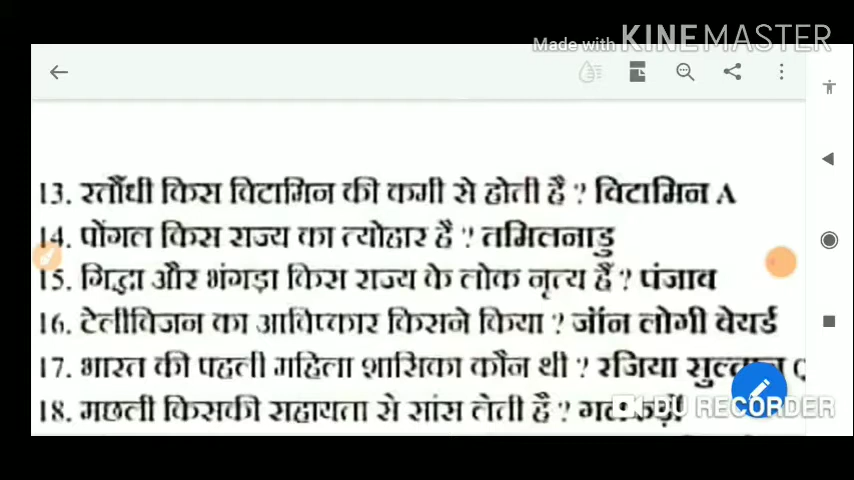 Made with KINEMASTER
13. रतौंधी किस विटामिन की कमी से होती है ? विटामिन A
14. पोंगल किस राज्य का त्योहार है ? तमिलनाडु
15. गिद्धा और भंगड़ा किस राज्य के लोक नृत्य हैं ? पंजाब
16. टेलीविजन का आविष्कार किसने किया ? जॉन लोगी बेयर्ड
17. भारत की पहली महिला शासिका कौन थी ? रजिया सुल्तान
18. मछली किसकी सहायता से सांस लेती है ?
DU RECORDER